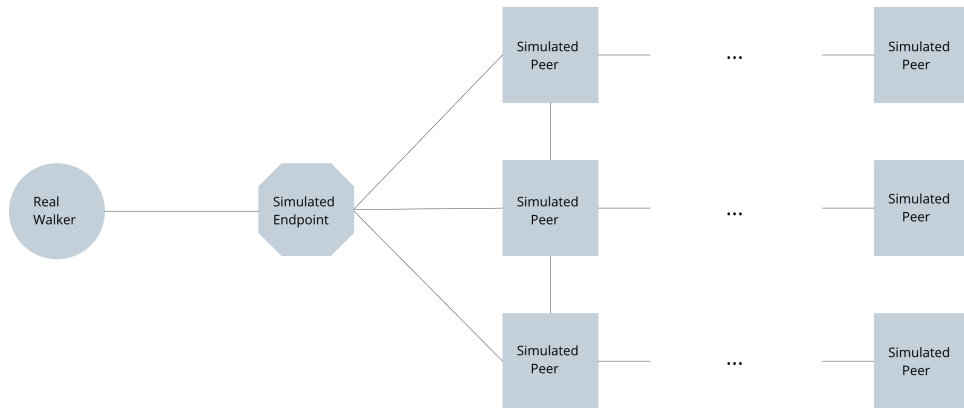 Simulated
Peer
...
Simulated
Peer
Real
Walker
Simulated
Endpoint
Simulated
Peer
...
Simulated
Peer
Simulated
Peer
...
Simulated
Peer